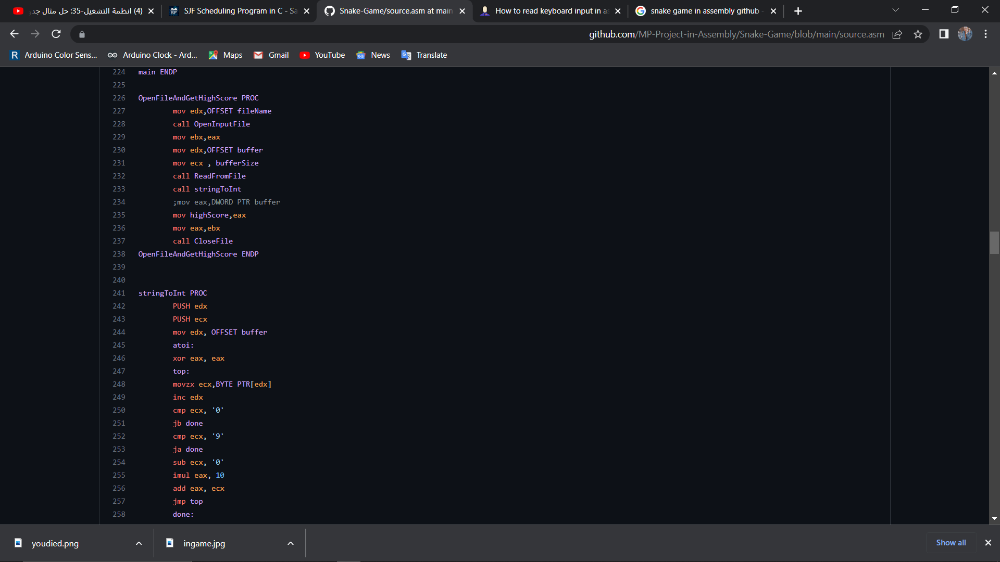 (4) انظمة التشغيل-35: حل مثال جد
SJF Scheduling Program in C - Sa
Snake-Game/source.asm at main
How to read keyboard input in as
snake game in assembly github -
github.com/MP-Project-in-Assembly/Snake-Game/blob/main/source.asm
Arduino Color Sens... Arduino Clock - Ard... Maps Gmail YouTube News Translate
224 main ENDP
225
226 OpenFileAndGetHighScore PROC
227 mov edx,OFFSET fileName
228 call OpenInputFile
229 mov ebx,eax
230 mov edx,OFFSET buffer
231 mov ecx , bufferSize
232 call ReadFromFile
233 call stringToInt
234 ;mov eax,DWORD PTR buffer
235 mov highScore,eax
236 mov eax,ebx
237 call CloseFile
238 OpenFileAndGetHighScore ENDP
239
240
241 stringToInt PROC
242 PUSH edx
243 PUSH ecx
244 mov edx, OFFSET buffer
245 atoi:
246 xor eax, eax
247 top:
248 movzx ecx,BYTE PTR[edx]
249 inc edx
250 cmp ecx, '0'
251 jb done
252 cmp ecx, '9'
253 ja done
254 sub ecx, '0'
255 imul eax, 10
256 add eax, ecx
257 jmp top
258 done:
youdied.png
ingame.jpg
Show all